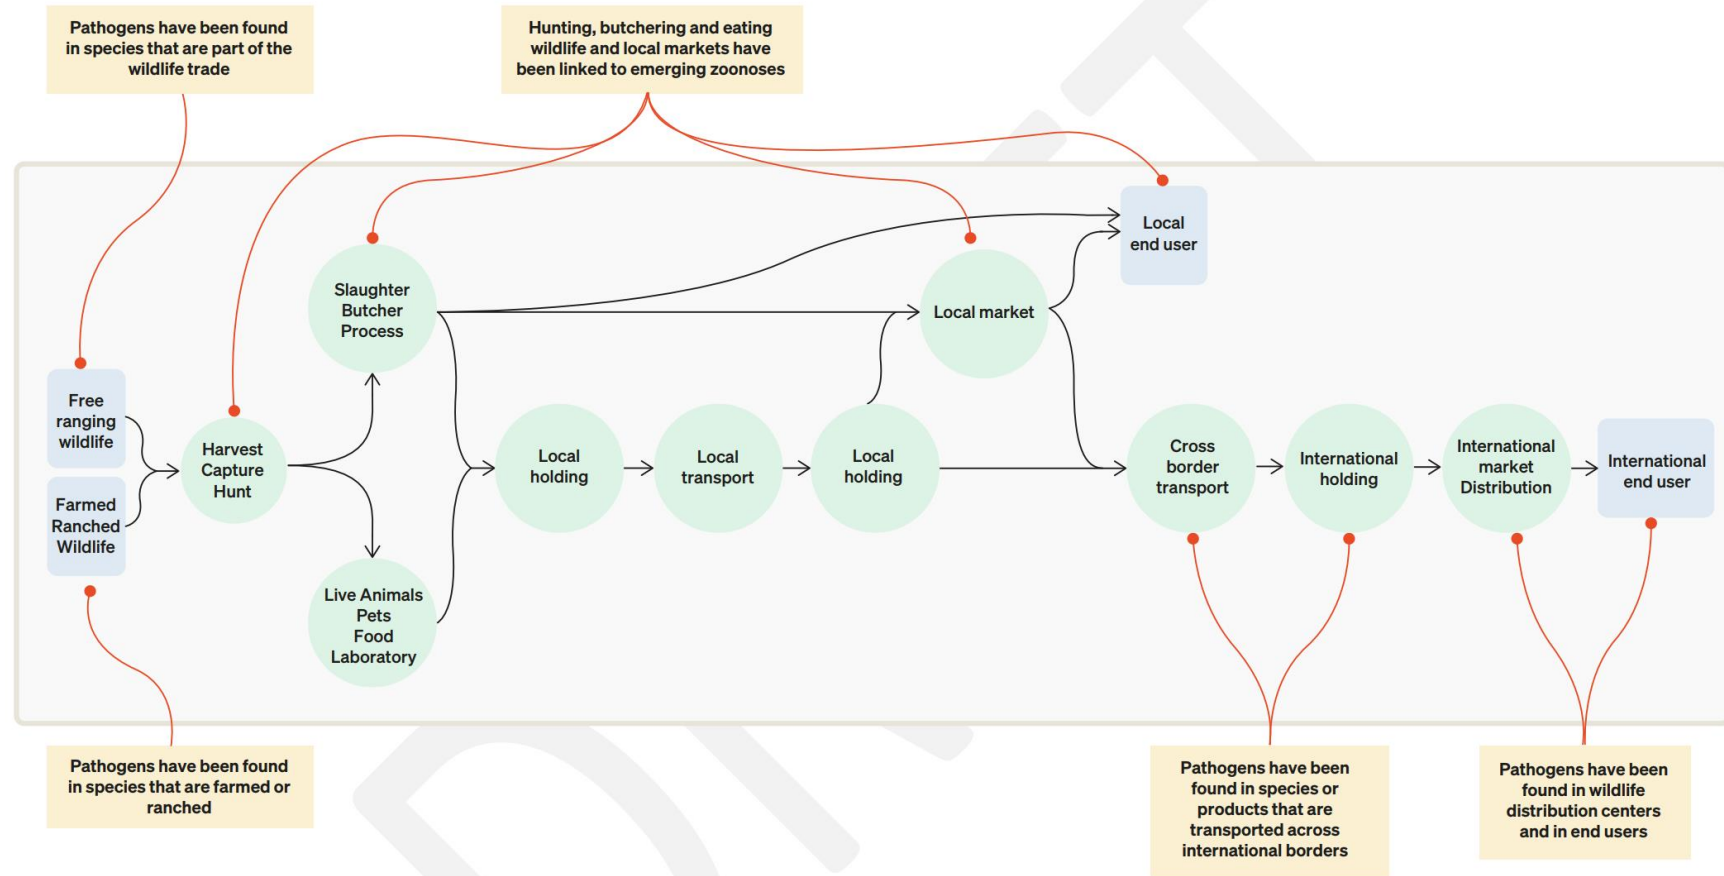 Pathogens have been found
in species that are part of the
wildlife trade
Hunting, butchering and eating
wildlife and local markets have
been linked to emerging zoonoses
Local
end user
Slaughter
Butcher
Process
Local market
Free
ranging
wildlife
Harvest
Capture
Hunt
Local
holding
Local
transport
Local
holding
Cross
border
transport
International
holding
International
market
Distribution
International
end user
Farmed
Ranched
Wildlife
Live Animals
Pets
Food
Laboratory
Pathogens have been found
in species that are farmed or
ranched
Pathogens have been
found in species or
products that are
transported across
international borders
Pathogens have been
found in wildlife
distribution centers
and in end users